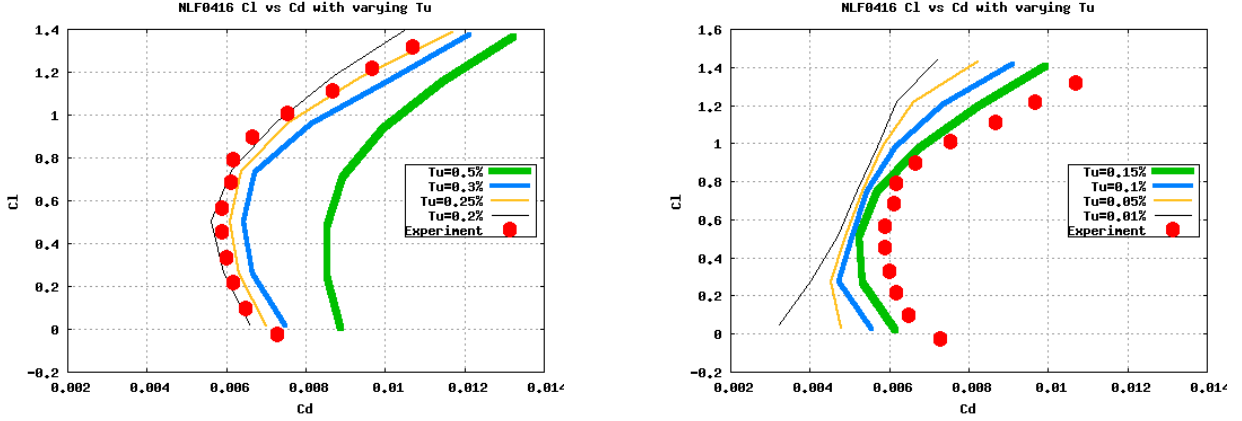 NLF0416 Cl vs Cd with varying Tu
1.4
1.2
1
0.8
0.6
0.4
0.2
0
-0.2
Cl
Tu=0.5%
Tu=0.3%
Tu=0.25%
Tu=0.2%
Experiment
0.002 0.004 0.006 0.008 0.01 0.012 0.014
Cd
NLF0416 Cl vs Cd with varying Tu
1.6
1.4
1.2
1
0.8
0.6
0.4
0.2
0
-0.2
Cl
Tu=0.15%
Tu=0.1%
Tu=0.05%
Tu=0.01%
Experiment
0.002 0.004 0.006 0.008 0.01 0.012 0.014
Cd